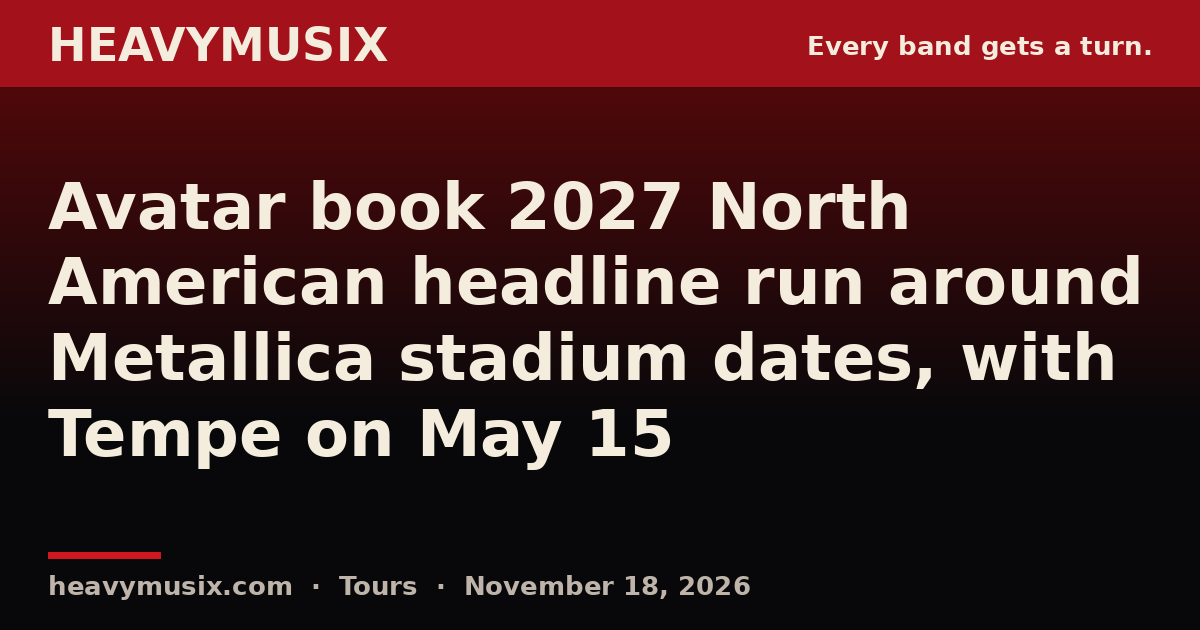 HEAVYMUSIX
Every band gets a turn.
Avatar book 2027 North
American headline run around
Metallica stadium dates, with
Tempe on May 15
heavymusix.com · Tours · November 18, 2026